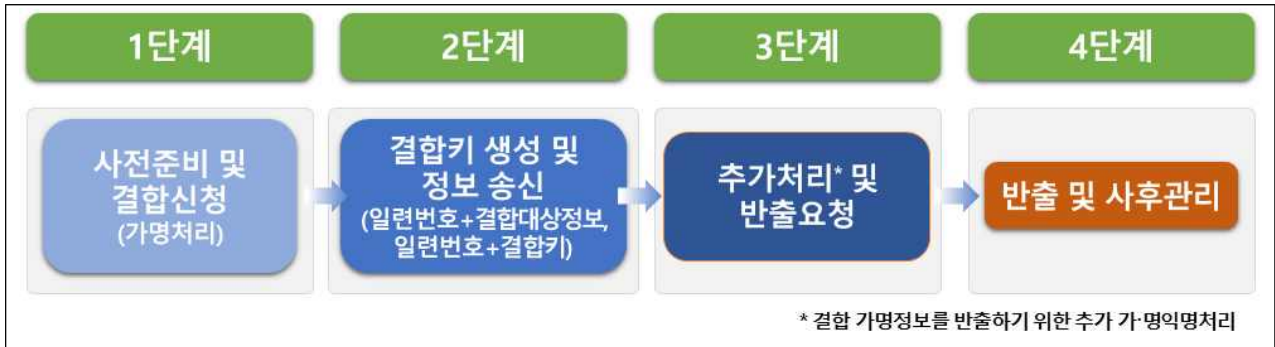 1단계
2단계
3단계
4단계
사전준비 및
결합신청
(가명처리)
결합키 생성 및
정보 송신
(일련번호+결합대상정보,
일련번호+결합키)
추가처리* 및
반출요청
반출 및 사후관리
* 결합 가명정보를 반출하기 위한 추가 가·명익명처리